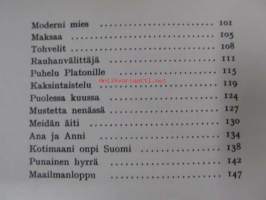 Moderni mies . . . . . . . . . . . . . . . 101
Maksaa . . . . . . . . . . . . . . . 105
Tohvelit . . . . . . . . . . . . . . . 108
Rauhanvälittäjä . . . . . . . . . . . . . . . 111
Puhelu Platonille . . . . . . . . . . . . . . . 115
Kaksintaistelu . . . . . . . . . . . . . . . 119
Puolessa kuussa . . . . . . . . . . . . . . . 124
Mustetta nenässä . . . . . . . . . . . . . . . 127
Meidän äiti . . . . . . . . . . . . . . . 130
Ana ja Anni . . . . . . . . . . . . . . . 134
Kotimaani onpi Suomi . . . . . . . . . . . . . . . 138
Punainen hyrrä . . . . . . . . . . . . . . . 142
Maailmanloppu . . . . . . . . . . . . . . . 147